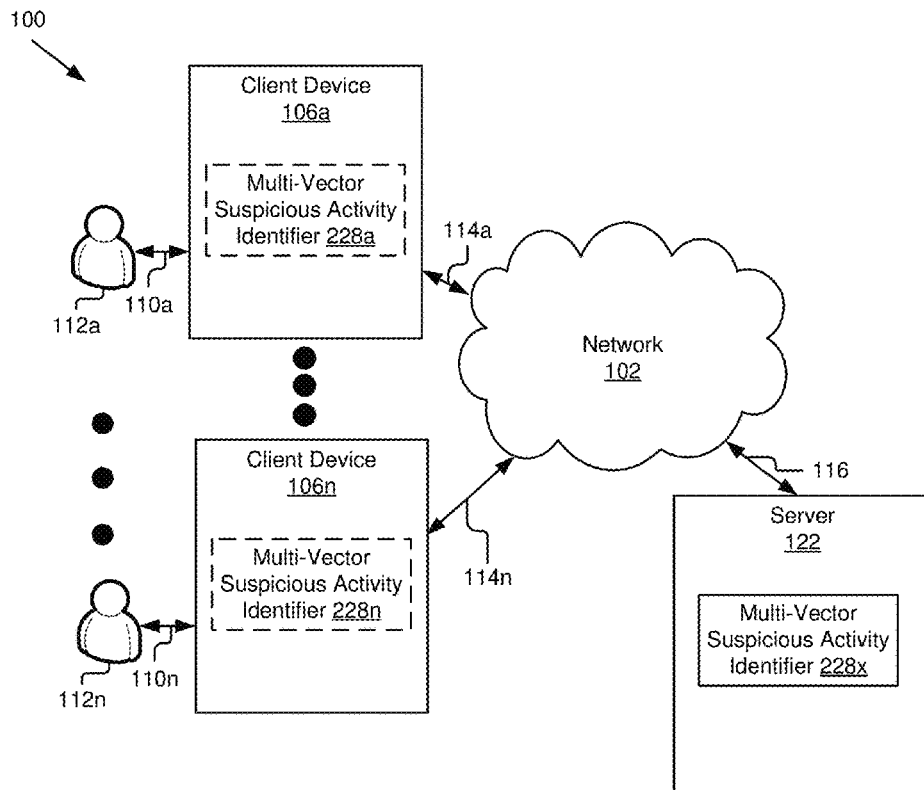 100
Client Device
106a
Multi-Vector
Suspicious Activity
Identifier 228a
112a
110a
114a
Network
102
Client Device
106n
Multi-Vector
Suspicious Activity
Identifier 228n
112n
110n
114n
116
Server
122
Multi-Vector
Suspicious Activity
Identifier 228x